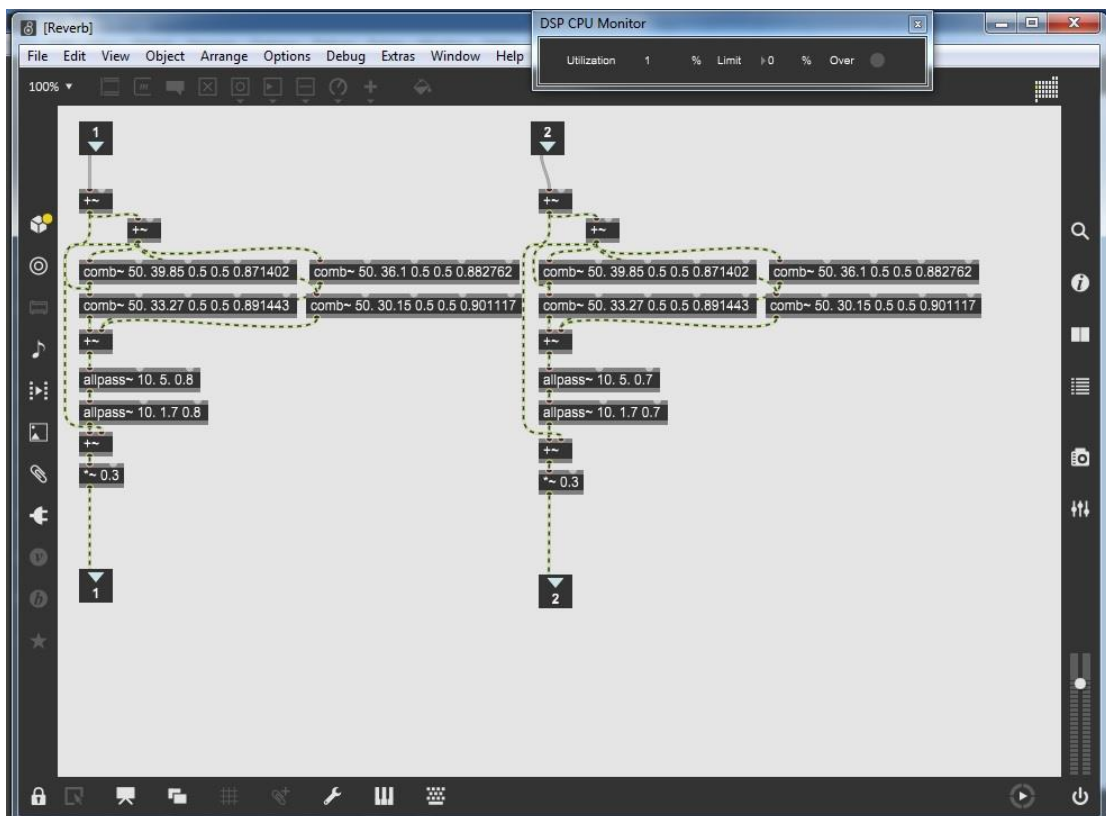 [Reverb]
DSP CPU Monitor
File Edit View Object Arrange Options Debug Extras Window Help
Utilization 1 % Limit 0 % Over
100%
1
2
+~
+~
+~
+~
comb~ 50. 39.85 0.5 0.5 0.871402
comb~ 50. 36.1 0.5 0.5 0.882762
comb~ 50. 39.85 0.5 0.5 0.871402
comb~ 50. 36.1 0.5 0.5 0.882762
comb~ 50. 33.27 0.5 0.5 0.891443
comb~ 50. 30.15 0.5 0.5 0.901117
comb~ 50. 33.27 0.5 0.5 0.891443
comb~ 50. 30.15 0.5 0.5 0.901117
+~
+~
allpass~ 10. 5. 0.8
allpass~ 10. 5. 0.7
allpass~ 10. 1.7 0.8
allpass~ 10. 1.7 0.7
+~
+~
*~ 0.3
*~ 0.3
1
2